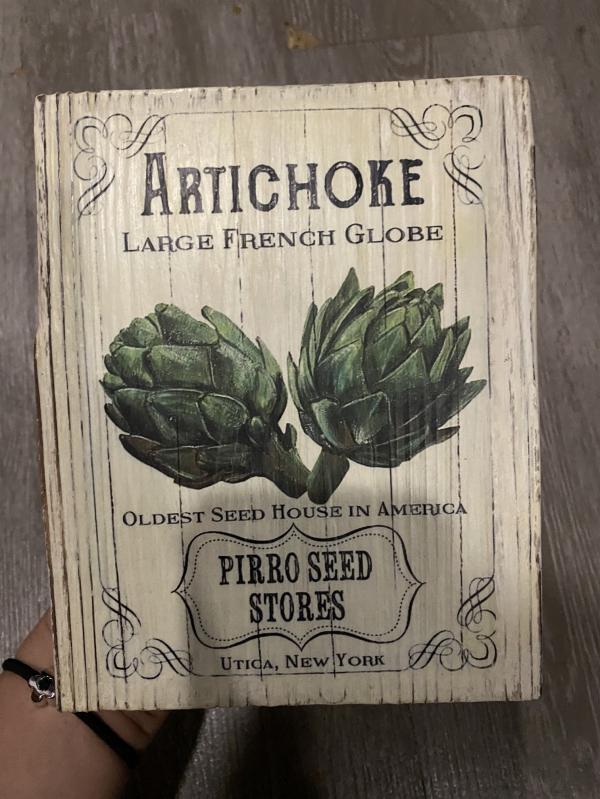 ARTICHOKE
LARGE FRENCH GLOBE
OLDEST SEED HOUSE IN AMERICA
PIRRO SEED
STORES
UTICA, NEW YORK